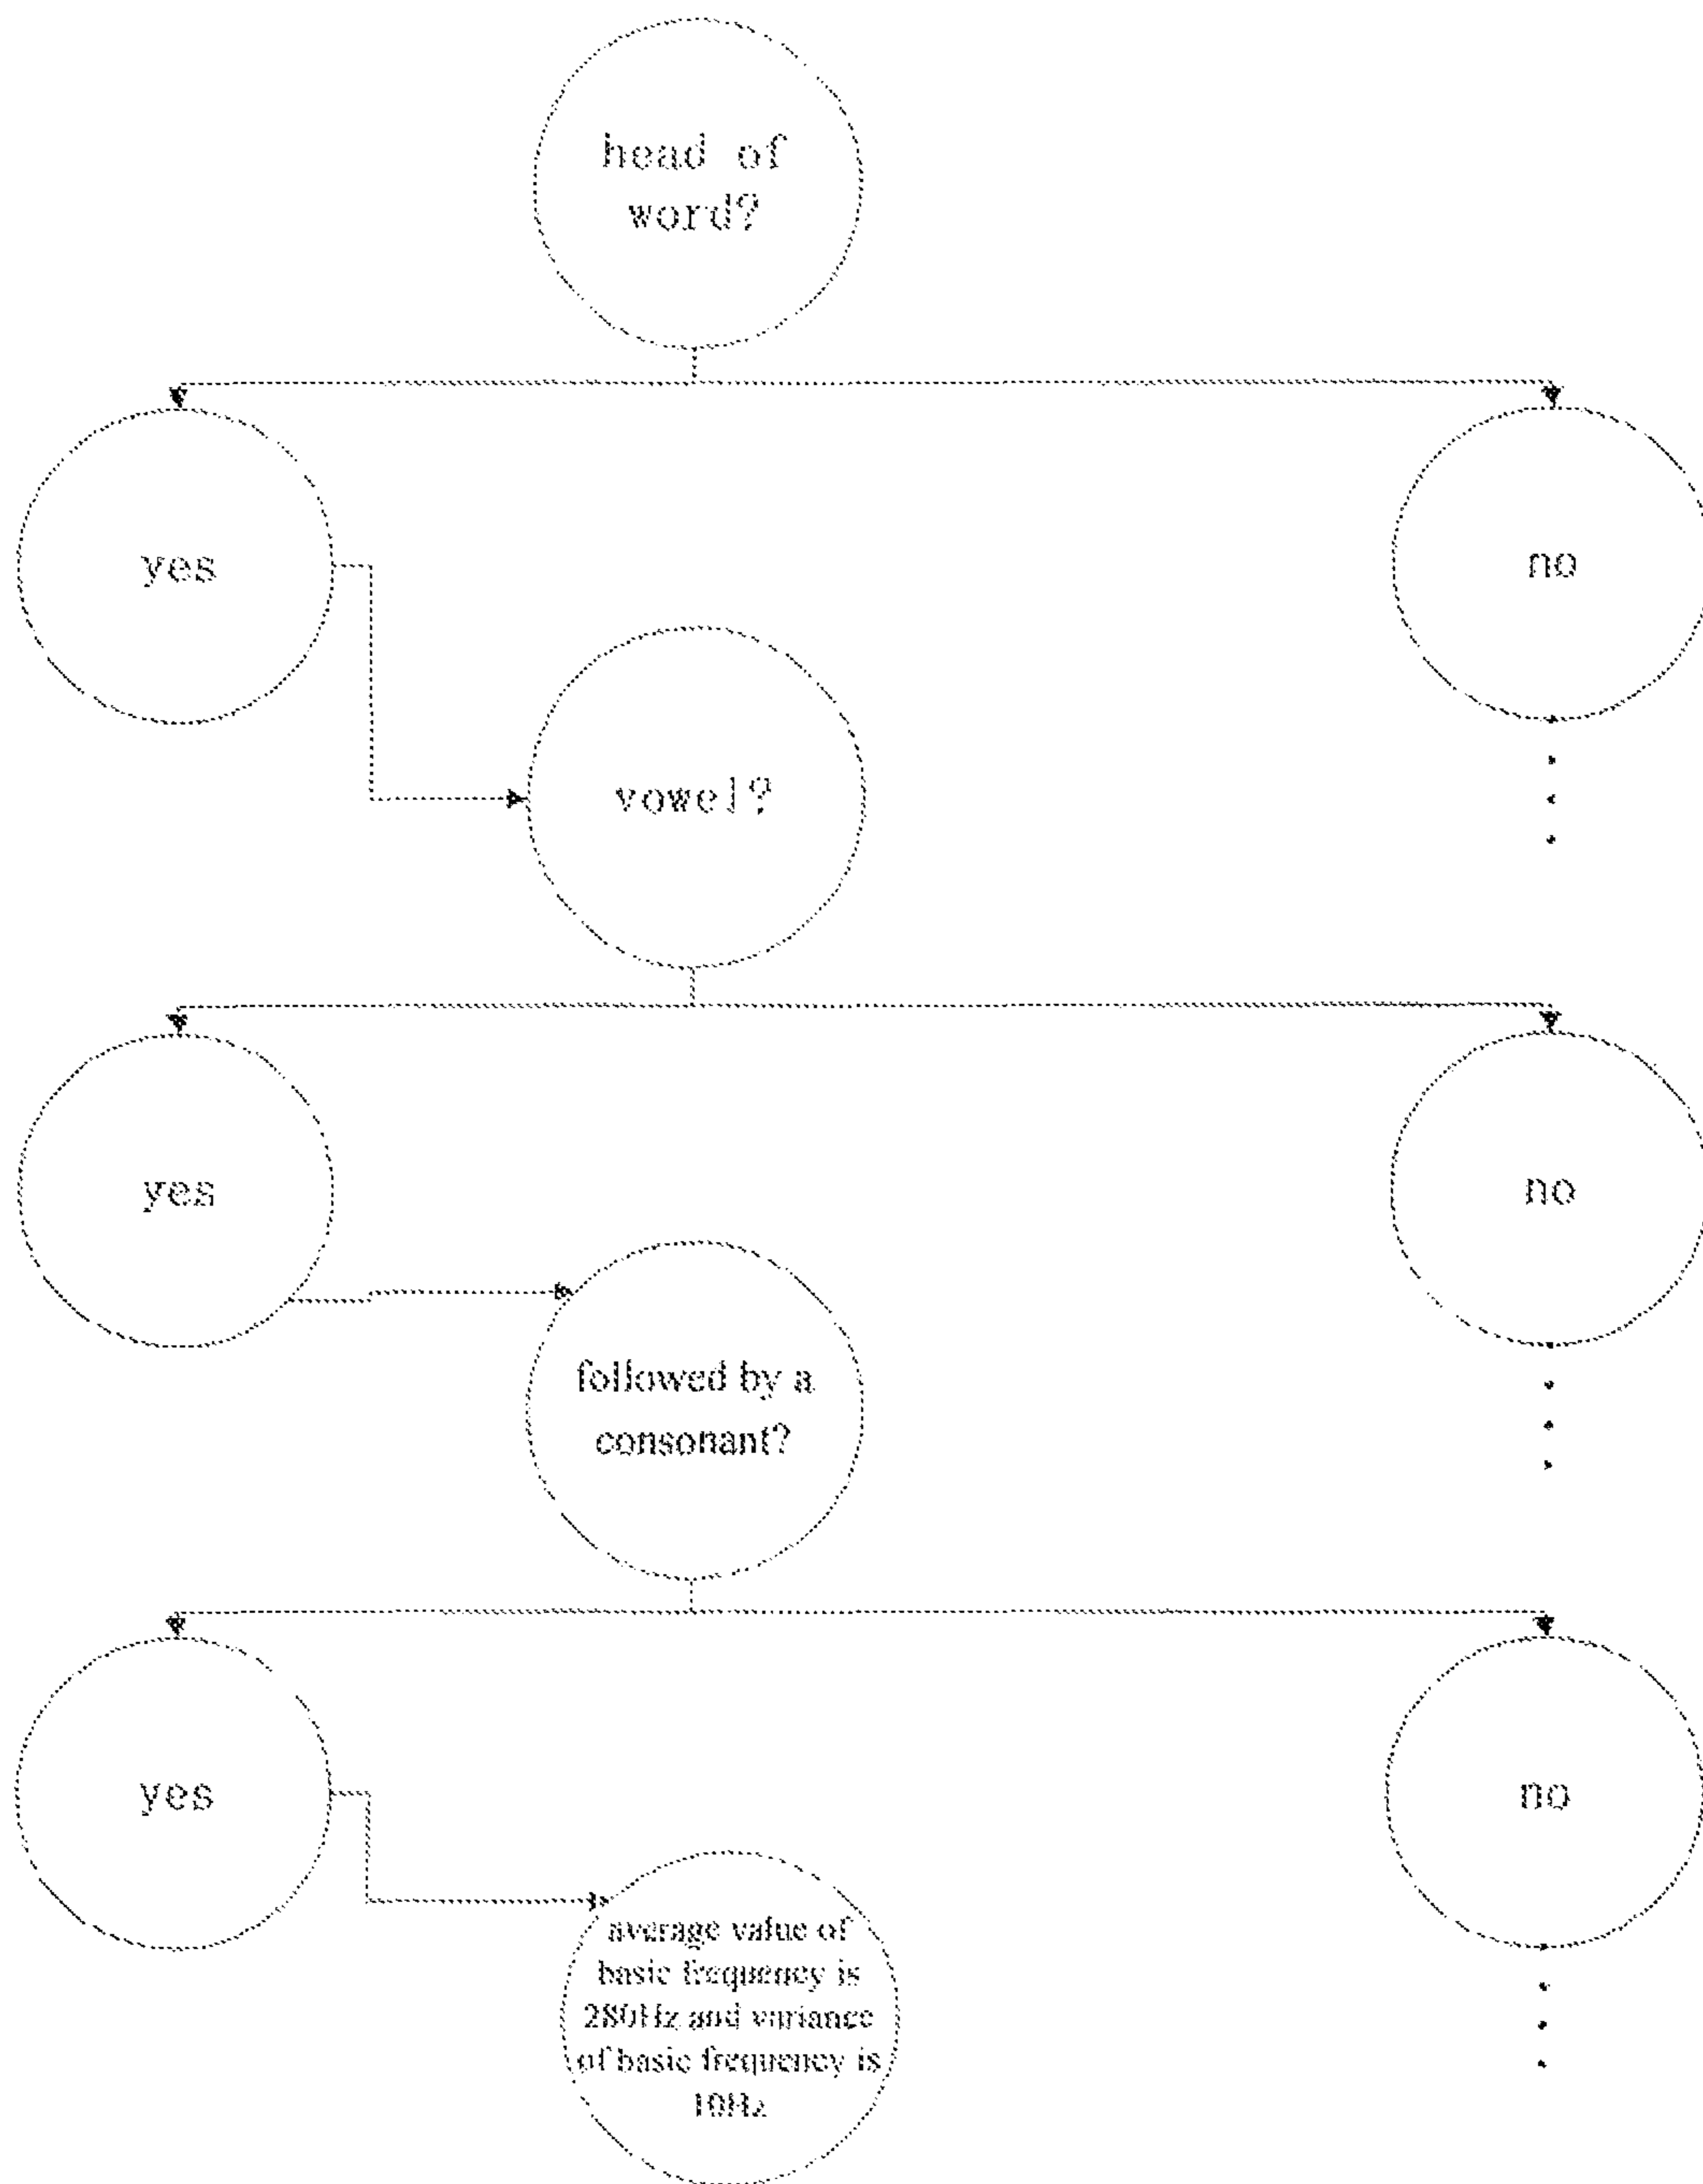 head of
word?
yes
no
vowel?
yes
no
followed by a
consonant?
yes
no
average value of
basic frequency is
280Hz and variance
of basic frequency is
10Hz